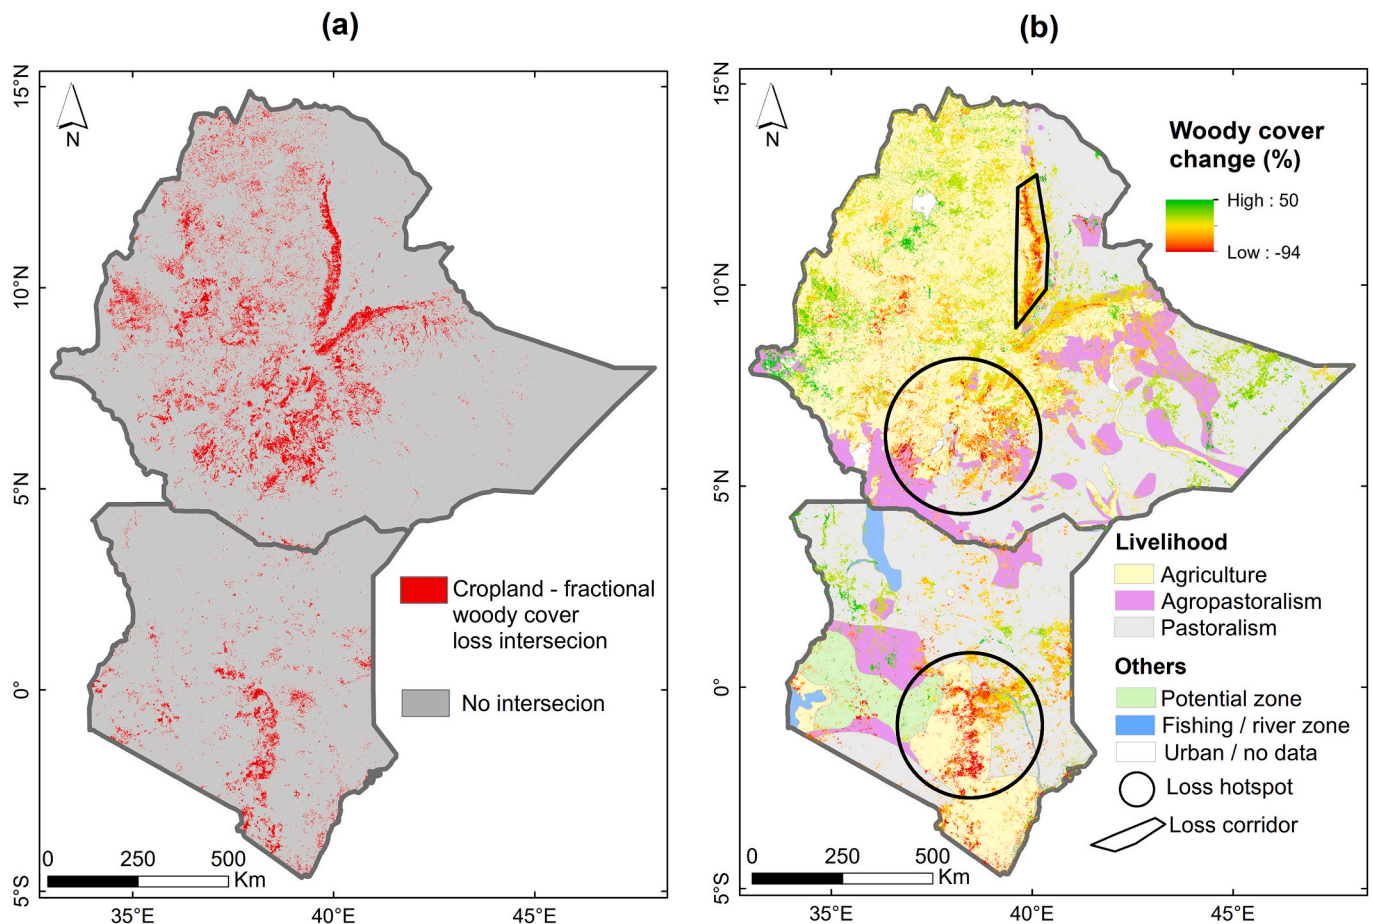 (a)
15°N
10°N
5°N
0°
5°S
N
Cropland - fractional
woody cover
loss intersecion
No intersecion
0 250 500
Km
35°E 40°E 45°E
(b)
15°N
10°N
5°N
0°
5°S
N
Woody cover
change (%)
High : 50
Low : -94
Livelihood
Agriculture
Agropastoralism
Pastoralism
Others
Potential zone
Fishing / river zone
Urban / no data
Loss hotspot
Loss corridor
0 250 500
Km
35°E 40°E 45°E